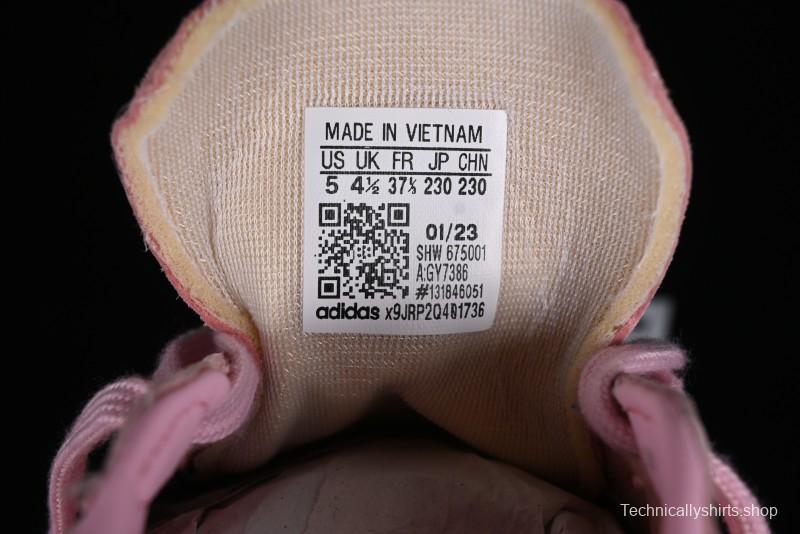 MADE IN VIETNAM
US UK FR JP CHN
5 4½ 37⅓ 230 230
01/23
SHW 675001
A:GY7386
#131846051
adidas x9JRP2Q4
Technicallyshirts.shop